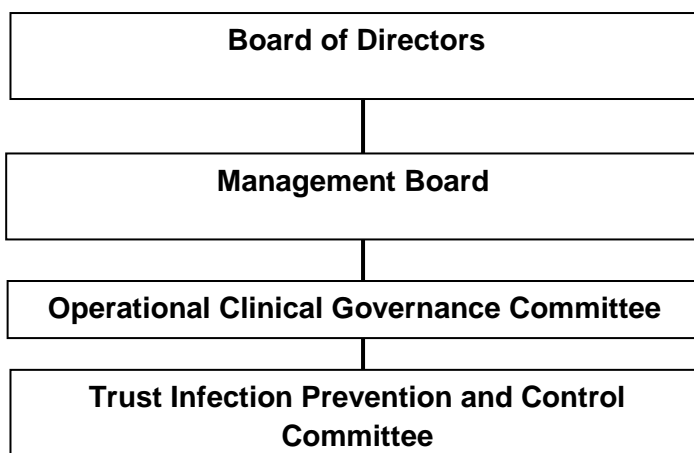 Board of Directors
Management Board
Operational Clinical Governance Committee
Trust Infection Prevention and Control
Committee